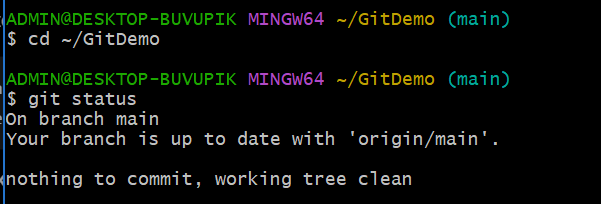 ADMIN@DESKTOP-BUVUPIK MINGW64 ~/GitDemo (main)
$ cd ~/GitDemo
ADMIN@DESKTOP-BUVUPIK MINGW64 ~/GitDemo (main)
$ git status
On branch main
Your branch is up to date with 'origin/main'.
nothing to commit, working tree clean